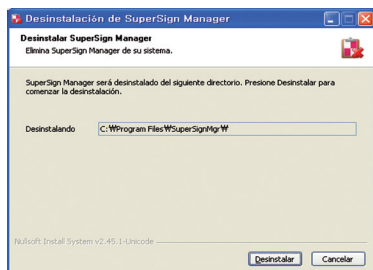 Desinstalación de SuperSign Manager
Desinstalar SuperSign Manager
Elimina SuperSign Manager de su sistema.
SuperSign Manager será desinstalado del siguiente directorio. Presione Desinstalar para
comenzar la desinstalación.
Desinstalando
C:₩Program Files₩SuperSignMgr₩
Nullsoft Install System v2.45.1-Unicode
Desinstalar
Cancelar